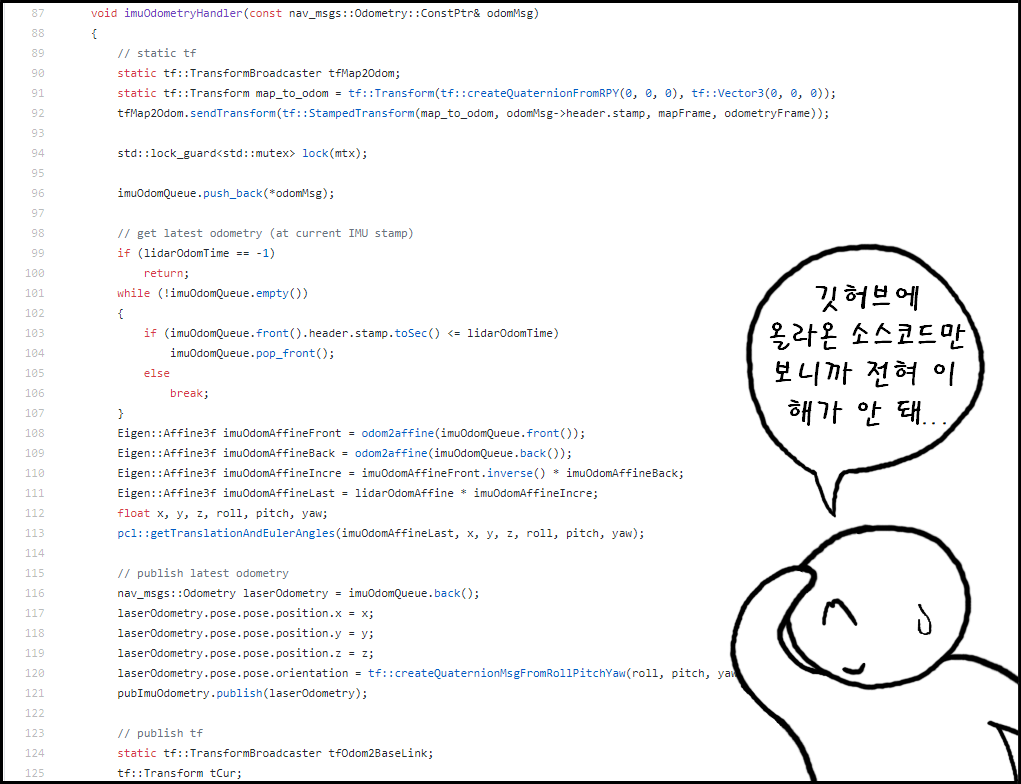 87 void imuOdometryHandler(const nav_msgs::Odometry::ConstPtr& odomMsg)
88 {
89 // static tf
90 static tf::TransformBroadcaster tfMap2Odom;
91 static tf::Transform map_to_odom = tf::Transform(tf::createQuaternionFromRPY(0, 0, 0), tf::Vector3(0, 0, 0));
92 tfMap2Odom.sendTransform(tf::StampedTransform(map_to_odom, odomMsg->header.stamp, mapFrame, odometryFrame));
93
94 std::lock_guard<std::mutex> lock(mtx);
95
96 imuOdomQueue.push_back(*odomMsg);
97
98 // get latest odometry (at current IMU stamp)
99 if (lidarOdomTime == -1)
100 return;
101 while (!imuOdomQueue.empty())
102 {
103 if (imuOdomQueue.front().header.stamp.toSec() <= lidarOdomTime)
104 imuOdomQueue.pop_front();
105 else
106 break;
107 }
108 Eigen::Affine3f imuOdomAffineFront = odom2affine(imuOdomQueue.front());
109 Eigen::Affine3f imuOdomAffineBack = odom2affine(imuOdomQueue.back());
110 Eigen::Affine3f imuOdomAffineIncre = imuOdomAffineFront.inverse() * imuOdomAffineBack;
111 Eigen::Affine3f imuOdomAffineLast = lidarOdomAffine * imuOdomAffineIncre;
112 float x, y, z, roll, pitch, yaw;
113 pcl::getTranslationAndEulerAngles(imuOdomAffineLast, x, y, z, roll, pitch, yaw);
114
115 // publish latest odometry
116 nav_msgs::Odometry laserOdometry = imuOdomQueue.back();
117 laserOdometry.pose.pose.position.x = x;
118 laserOdometry.pose.pose.position.y = y;
119 laserOdometry.pose.pose.position.z = z;
120 laserOdometry.pose.pose.orientation = tf::createQuaternionMsgFromRollPitchYaw(roll, pitch, yaw
121 pubImuOdometry.publish(laserOdometry);
122
123 // publish tf
124 static tf::TransformBroadcaster tfOdom2BaseLink;
125 tf::Transform tCur;
깃허브에
올라온 소스코드만
보니까 전혀 이
해가 안 돼...